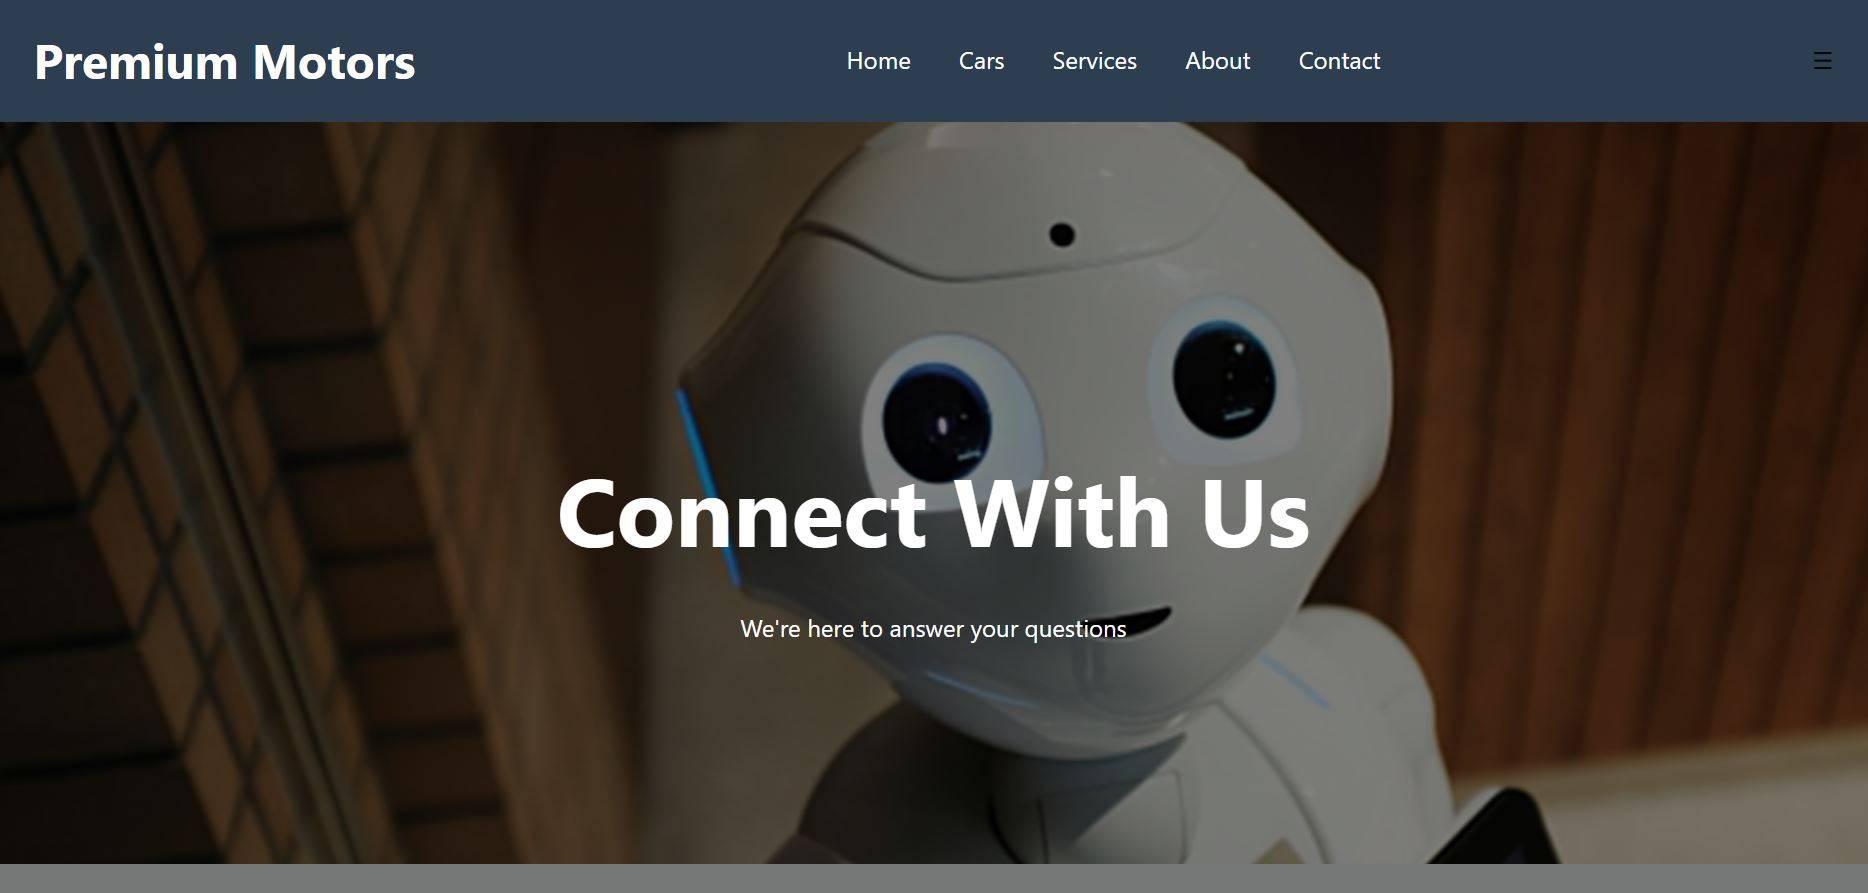 Premium Motors
Home Cars Services About Contact
Connect With Us
We're here to answer your questions